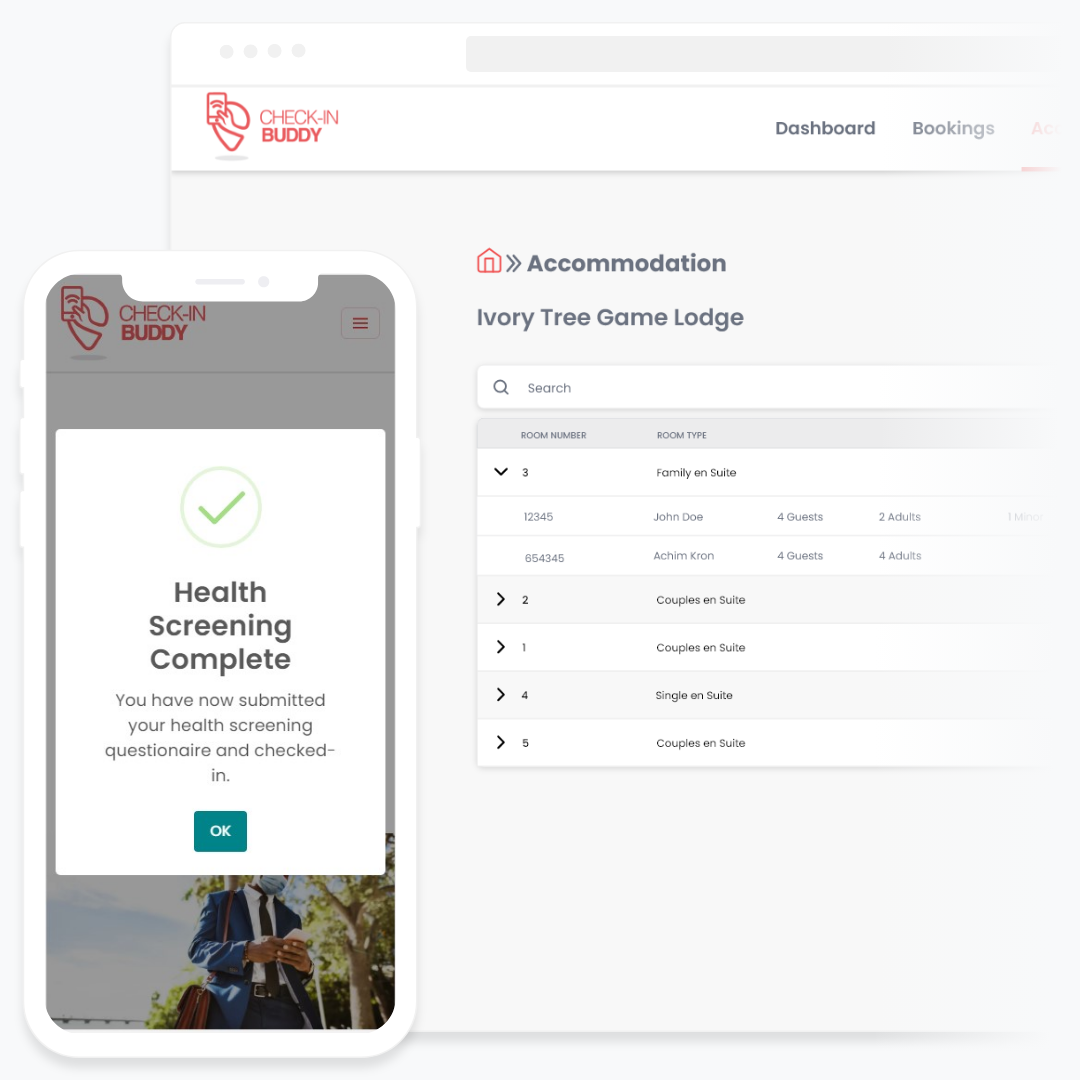 CHECK-IN
BUDDY
Dashboard Bookings
Accommodation
Ivory Tree Game Lodge
Search
ROOM NUMBER ROOM TYPE
3 Family en Suite
12345 John Doe 4 Guests 2 Adults 1 Minor
654345 Achim Kron 4 Guests 4 Adults
2 Couples en Suite
1 Couples en Suite
4 Single en Suite
5 Couples en Suite
CHECK-IN
BUDDY
Health
Screening
Complete
You have now submitted
your health screening
questionaire and checked-
in.
OK